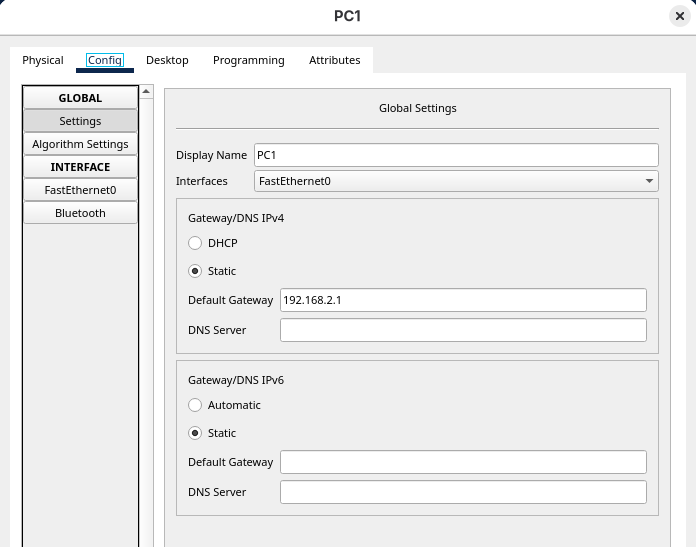 PC1
Physical Config Desktop Programming Attributes
GLOBAL
Settings
Algorithm Settings
INTERFACE
FastEthernet0
Bluetooth
Global Settings
Display Name PC1
Interfaces FastEthernet0
Gateway/DNS IPv4
DHCP
Static
Default Gateway 192.168.2.1
DNS Server
Gateway/DNS IPv6
Automatic
Static
Default Gateway
DNS Server